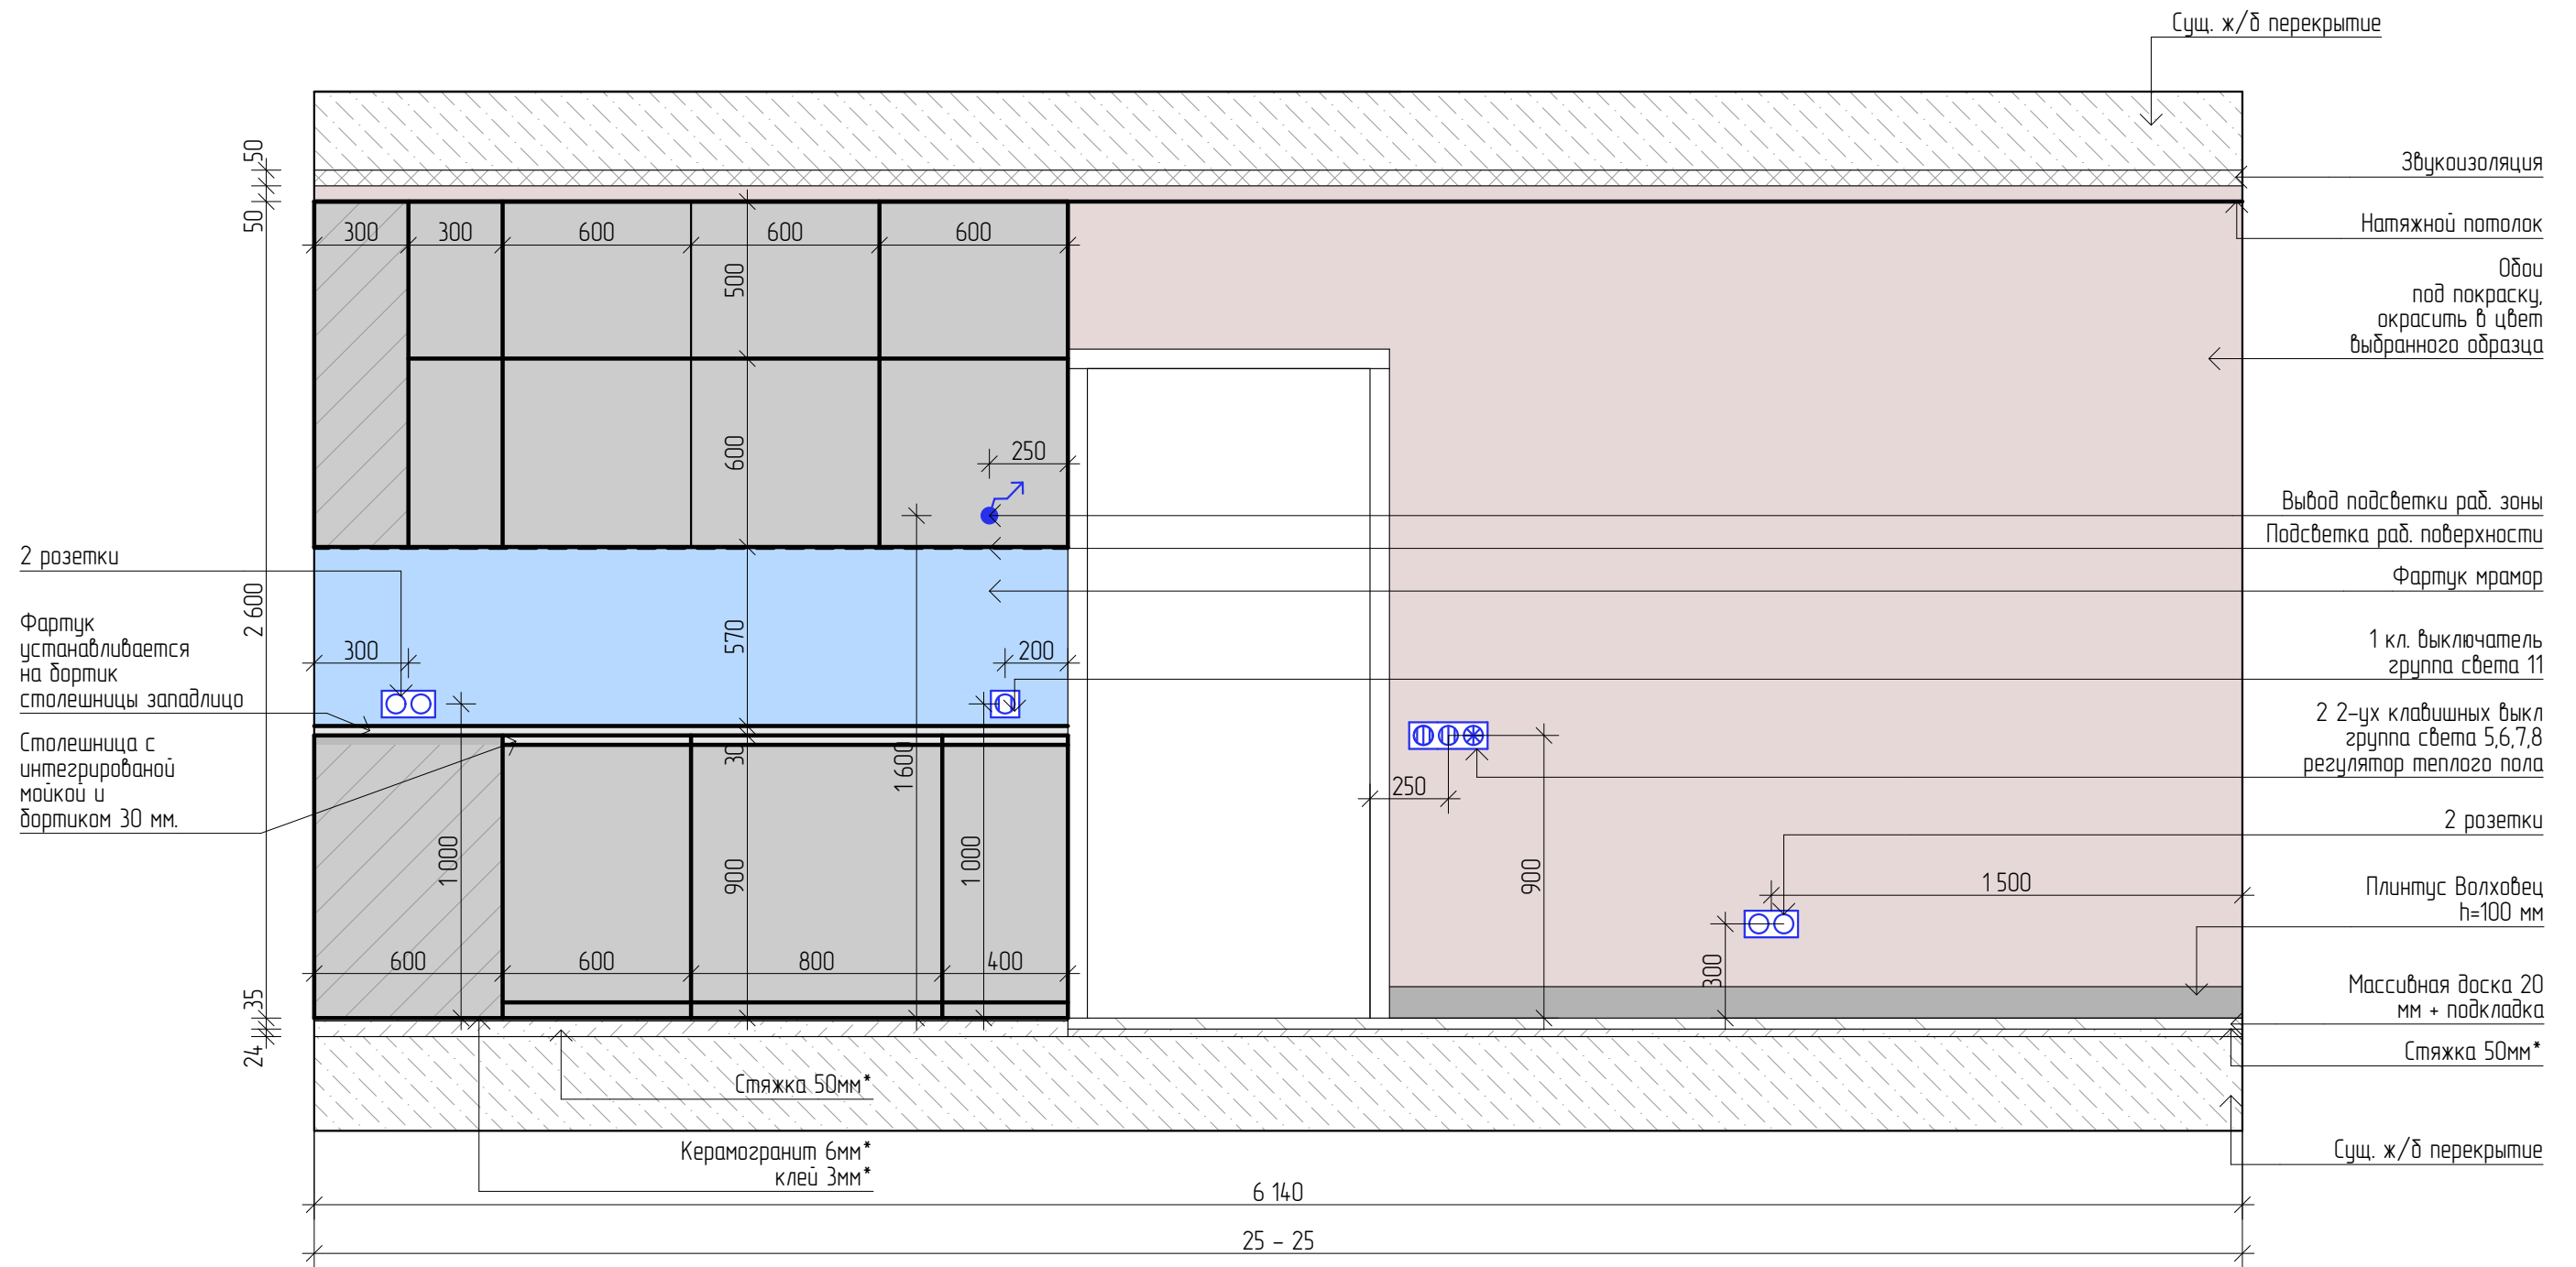 Сущ. ж/б перекрытие
50
Звукоизоляция
50
Натяжной потолок
300
300
600
600
600
Обои
под покраску,
окрасить в цвет
выбранного образца
500
600
250
Вывод подсветки раб. зоны
Подсветка раб. поверхности
2 розетки
Фартук мрамор
2 600
Фартук
устанавливается
на бортик
столешницы западлицо
570
300
200
1 кл. выключатель
группа света 11
2 2-ух клавишных выкл
группа света 5,6,7,8
регулятор теплого пола
Столешница с
интегрированой
мойкой и
бортиком 30 мм.
30
1 600
250
2 розетки
1 000
900
1 000
900
1 500
Плинтус Волховец
h=100 мм
600
600
800
400
300
Массивная доска 20
мм + подкладка
35
24
Стяжка 50мм*
Стяжка 50мм*
Керамогранит 6мм*
клей 3мм*
Сущ. ж/б перекрытие
6 140
25 - 25